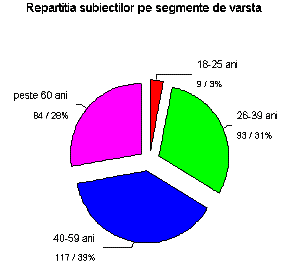 Repartitia subiectilor pe segmente de varsta
18-25 ani
9 / 3%
26-39 ani
93 / 31%
40-59 ani
117 / 39%
peste 60 ani
84 / 28%